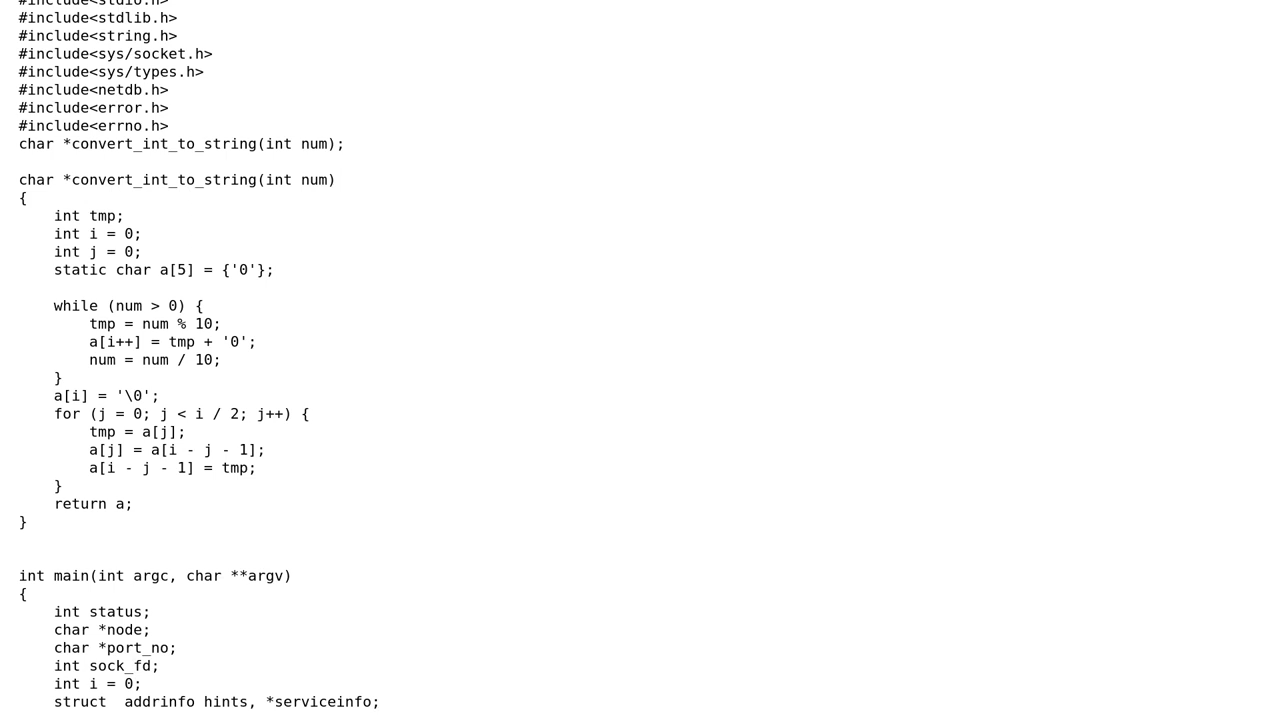 #include<stdio.h>
#include<stdlib.h>
#include<string.h>
#include<sys/socket.h>
#include<sys/types.h>
#include<netdb.h>
#include<error.h>
#include<errno.h>
char *convert_int_to_string(int num);

char *convert_int_to_string(int num)
{
    int tmp;
    int i = 0;
    int j = 0;
    static char a[5] = {'0'};

    while (num > 0) {
        tmp = num % 10;
        a[i++] = tmp + '0';
        num = num / 10;
    }
    a[i] = '\0';
    for (j = 0; j < i / 2; j++) {
        tmp = a[j];
        a[j] = a[i - j - 1];
        a[i - j - 1] = tmp;
    }
    return a;
}


int main(int argc, char **argv)
{
    int status;
    char *node;
    char *port_no;
    int sock_fd;
    int i = 0;
    struct  addrinfo hints, *serviceinfo;